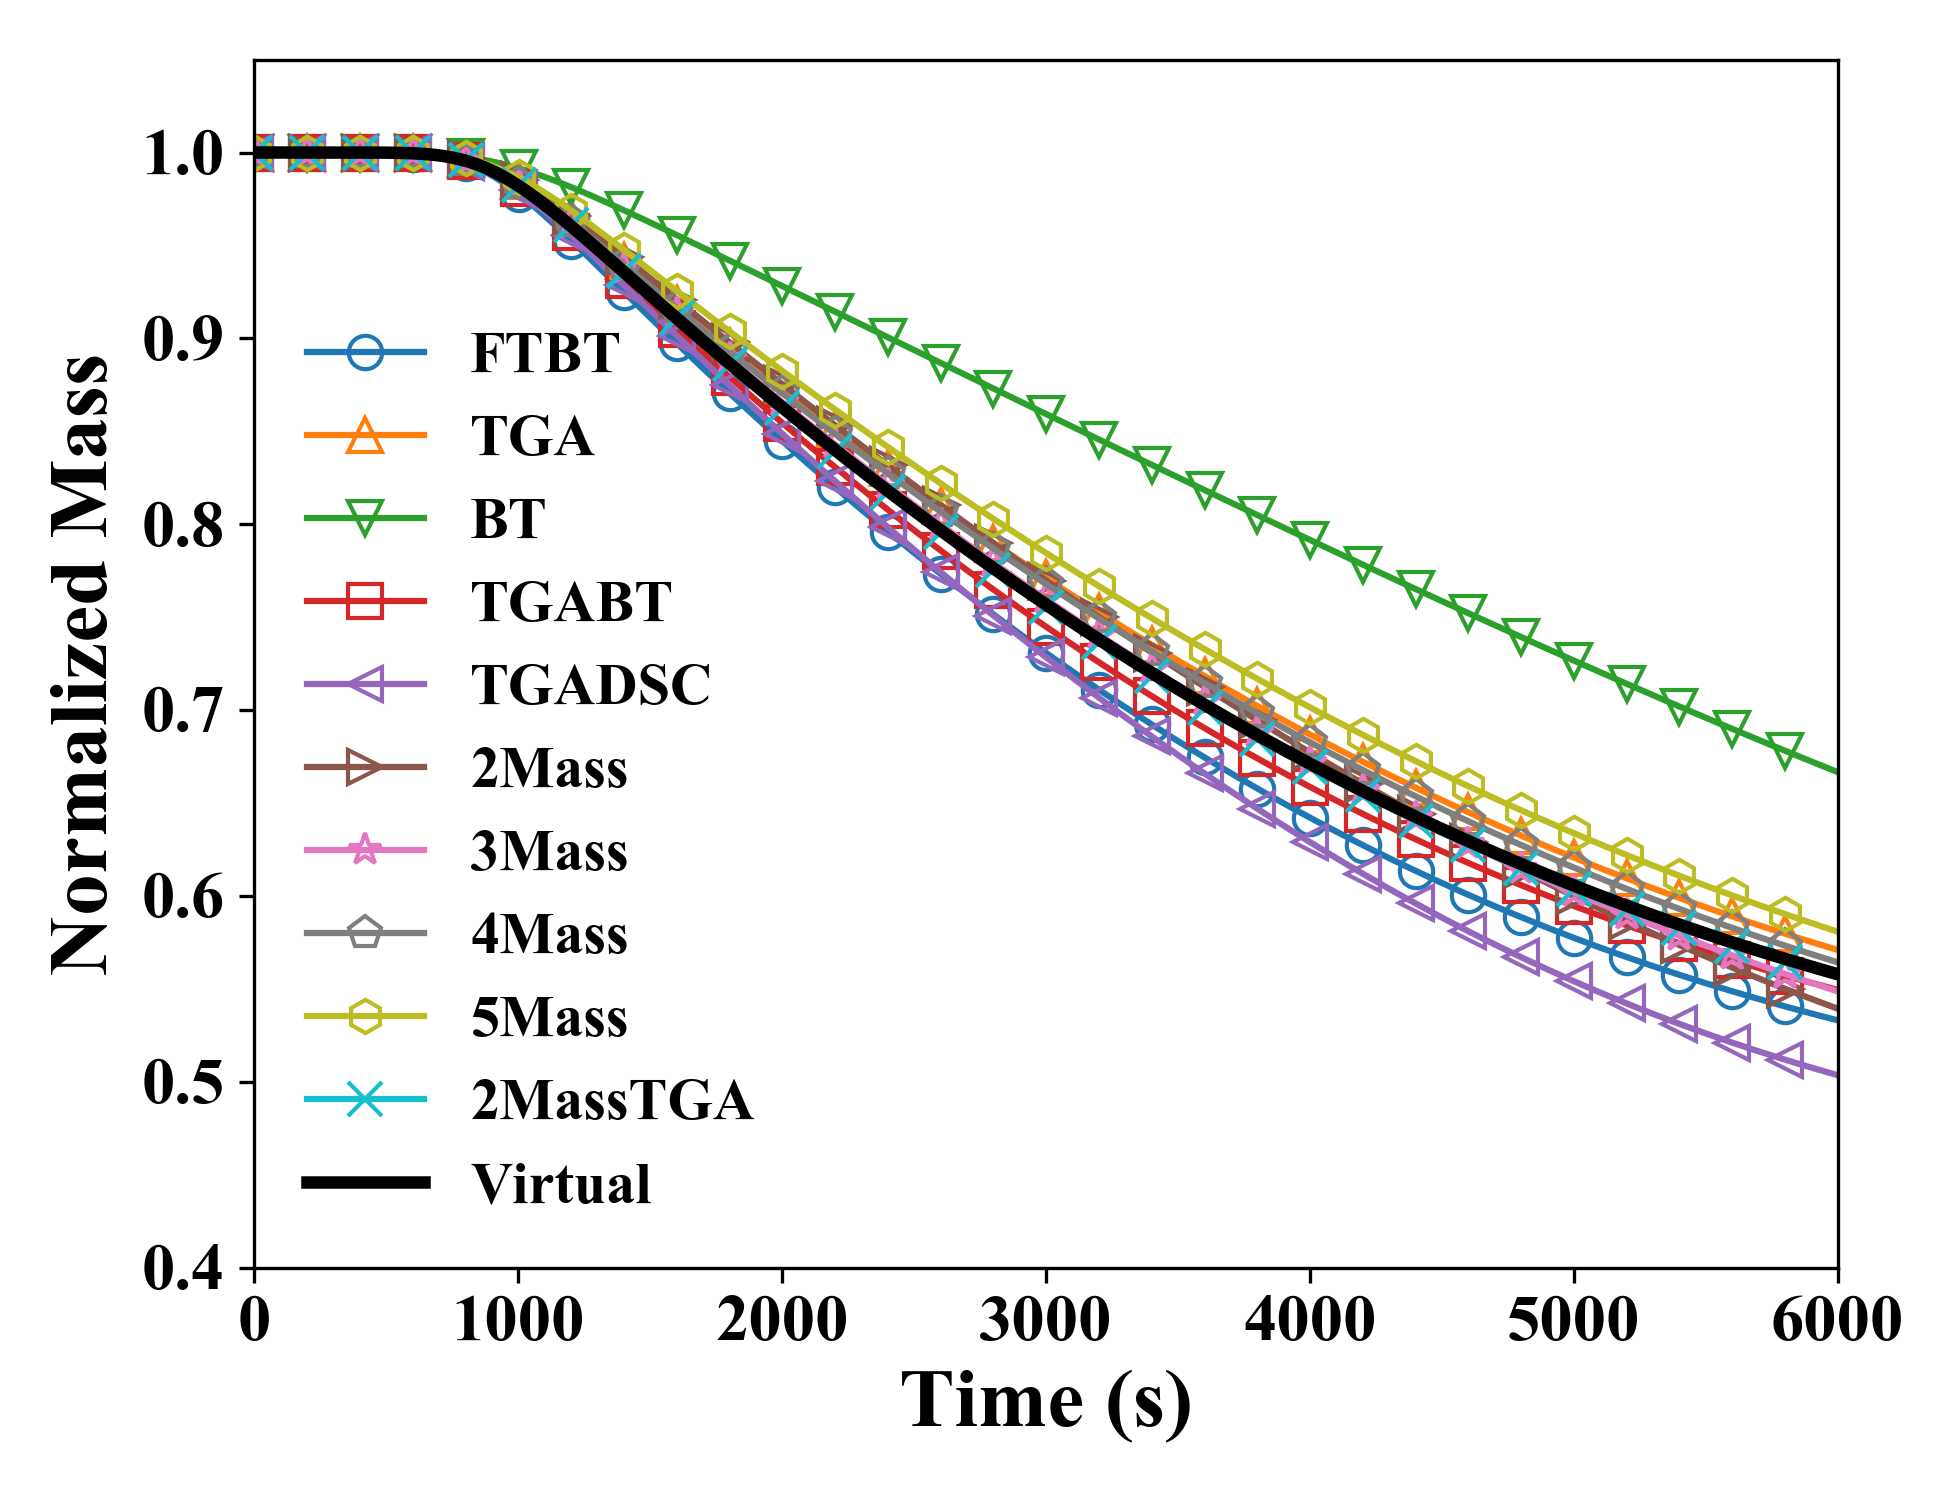 Normalized Mass
1.0
0.9
0.8
0.7
0.6
0.5
0.4
FTBT
TGA
BT
TGABT
TGADSC
2Mass
3Mass
4Mass
5Mass
2MassTGA
Virtual
0 1000 2000 3000 4000 5000 6000
Time (s)